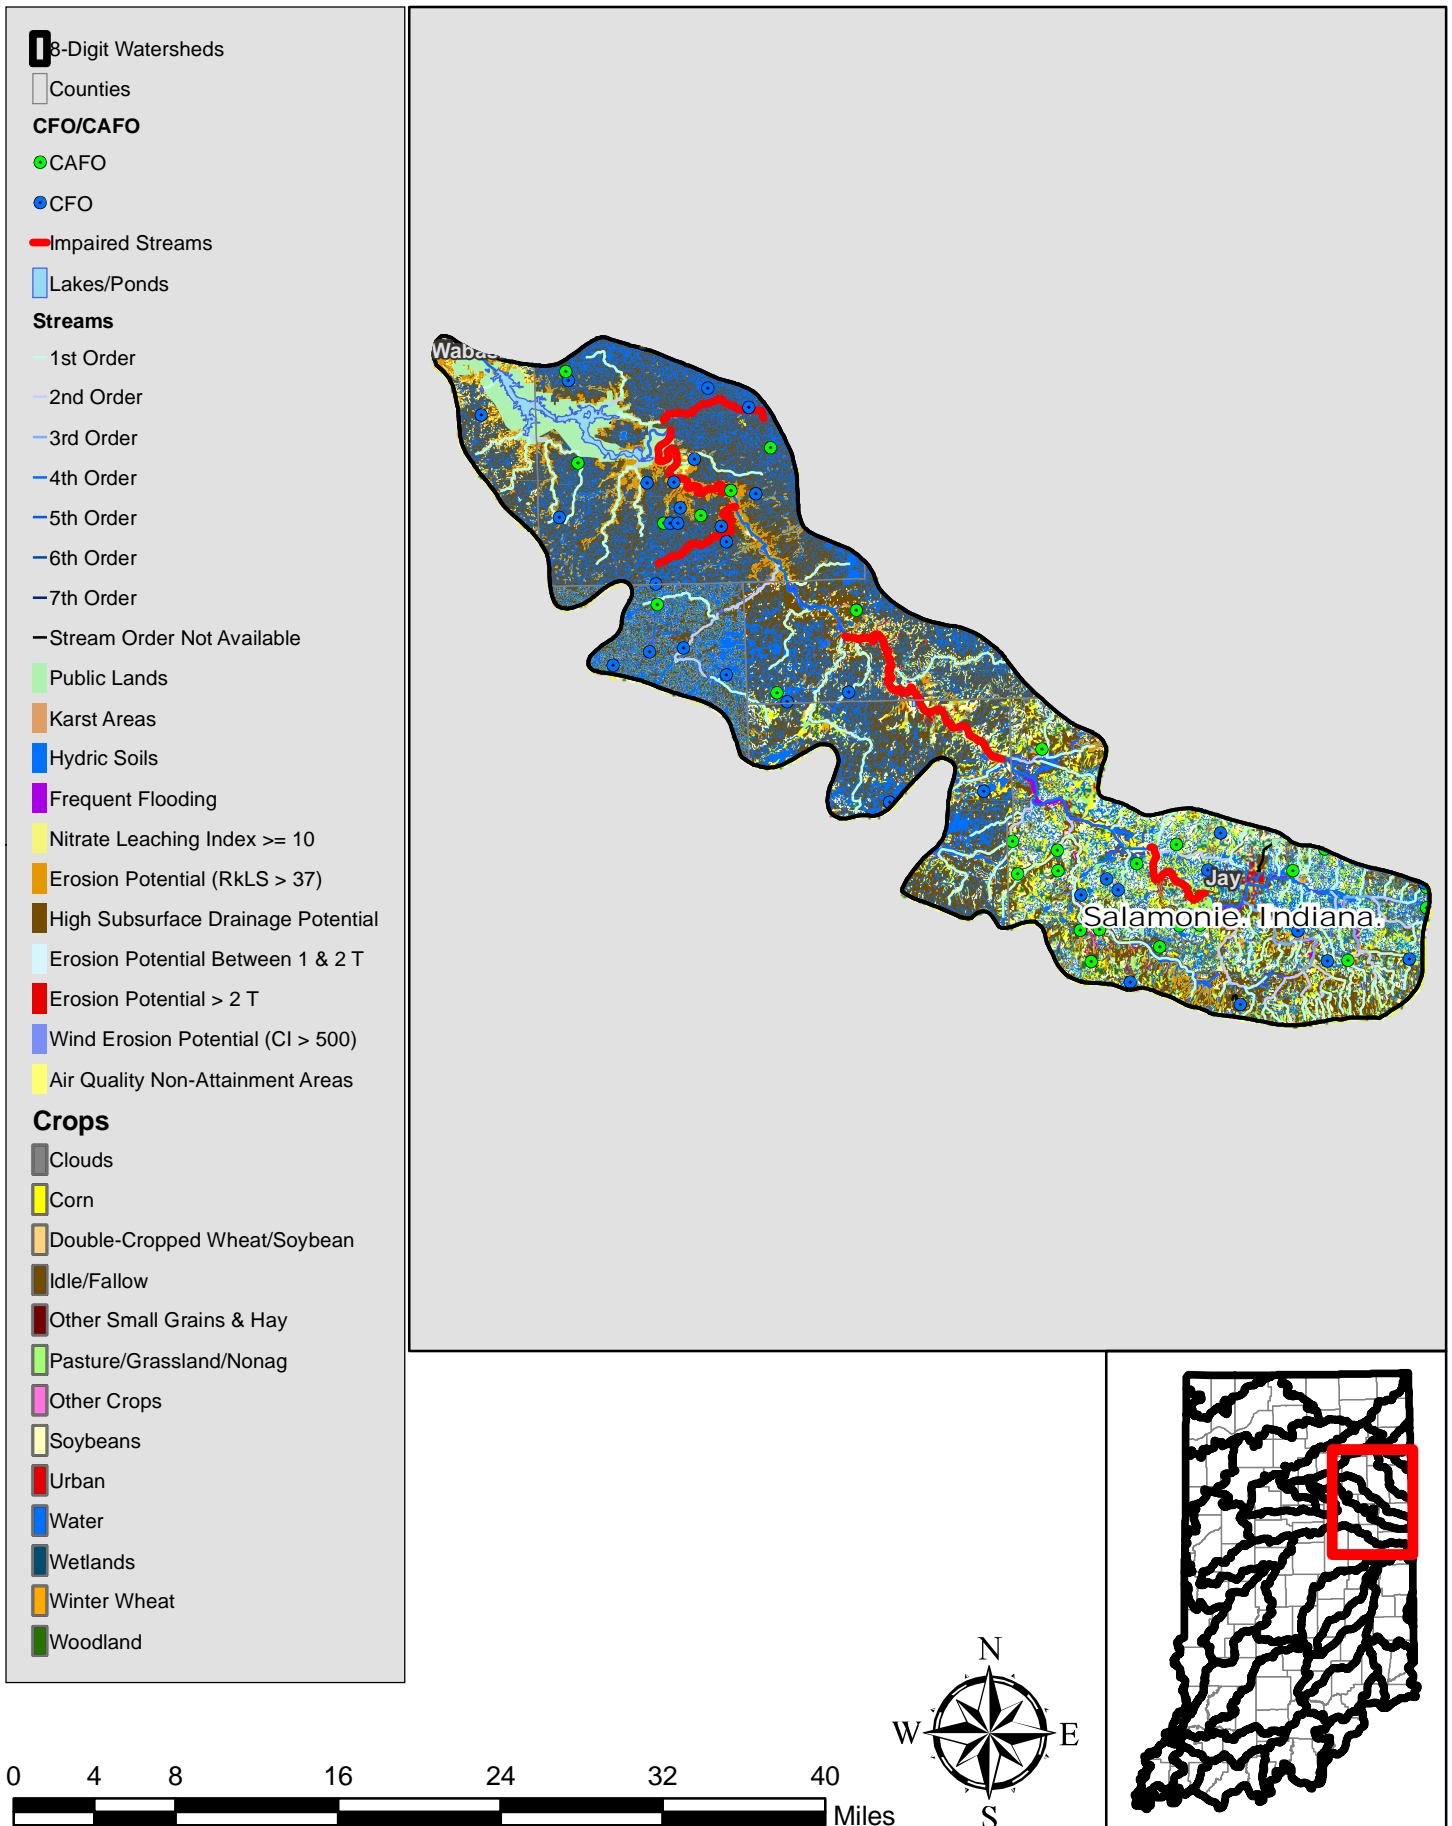 8-Digit Watersheds
Counties
CFO/CAFO
CAFO
CFO
Impaired Streams
Lakes/Ponds
Streams
1st Order
2nd Order
3rd Order
4th Order
5th Order
6th Order
7th Order
Stream Order Not Available
Public Lands
Karst Areas
Hydric Soils
Frequent Flooding
Nitrate Leaching Index >= 10
Erosion Potential (RkLS > 37)
High Subsurface Drainage Potential
Erosion Potential Between 1 & 2 T
Erosion Potential > 2 T
Wind Erosion Potential (CI > 500)
Air Quality Non-Attainment Areas
Crops
Clouds
Corn
Double-Cropped Wheat/Soybean
Idle/Fallow
Other Small Grains & Hay
Pasture/Grassland/Nonag
Other Crops
Soybeans
Urban
Water
Wetlands
Winter Wheat
Woodland
Wabas
Jay
Salamonie. Indiana.
N
W E
S
0 4 8 16 24 32 40
Miles